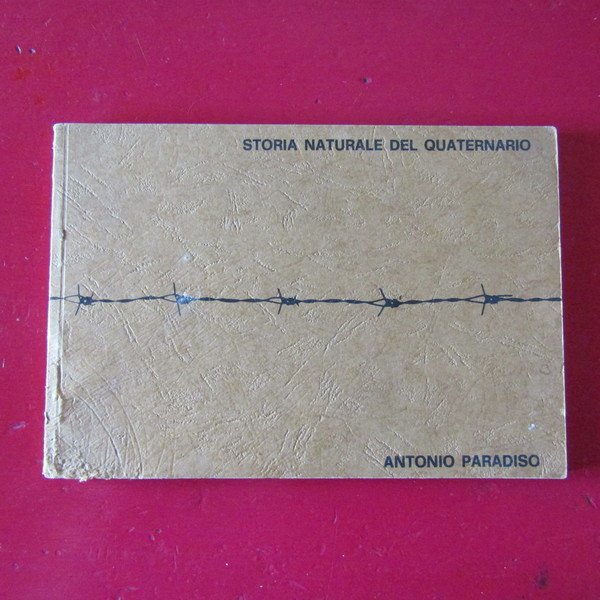 STORIA NATURALE DEL QUATERNARIO
ANTONIO PARADISO